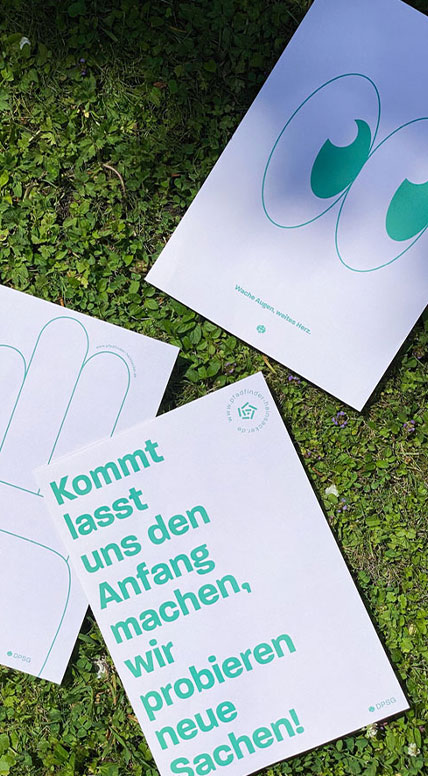 Wache Augen, weites Herz.
DPSG
Kommt
lasst
uns den
Anfang
machen,
wir
probieren
neue
Sachen!
DPSG